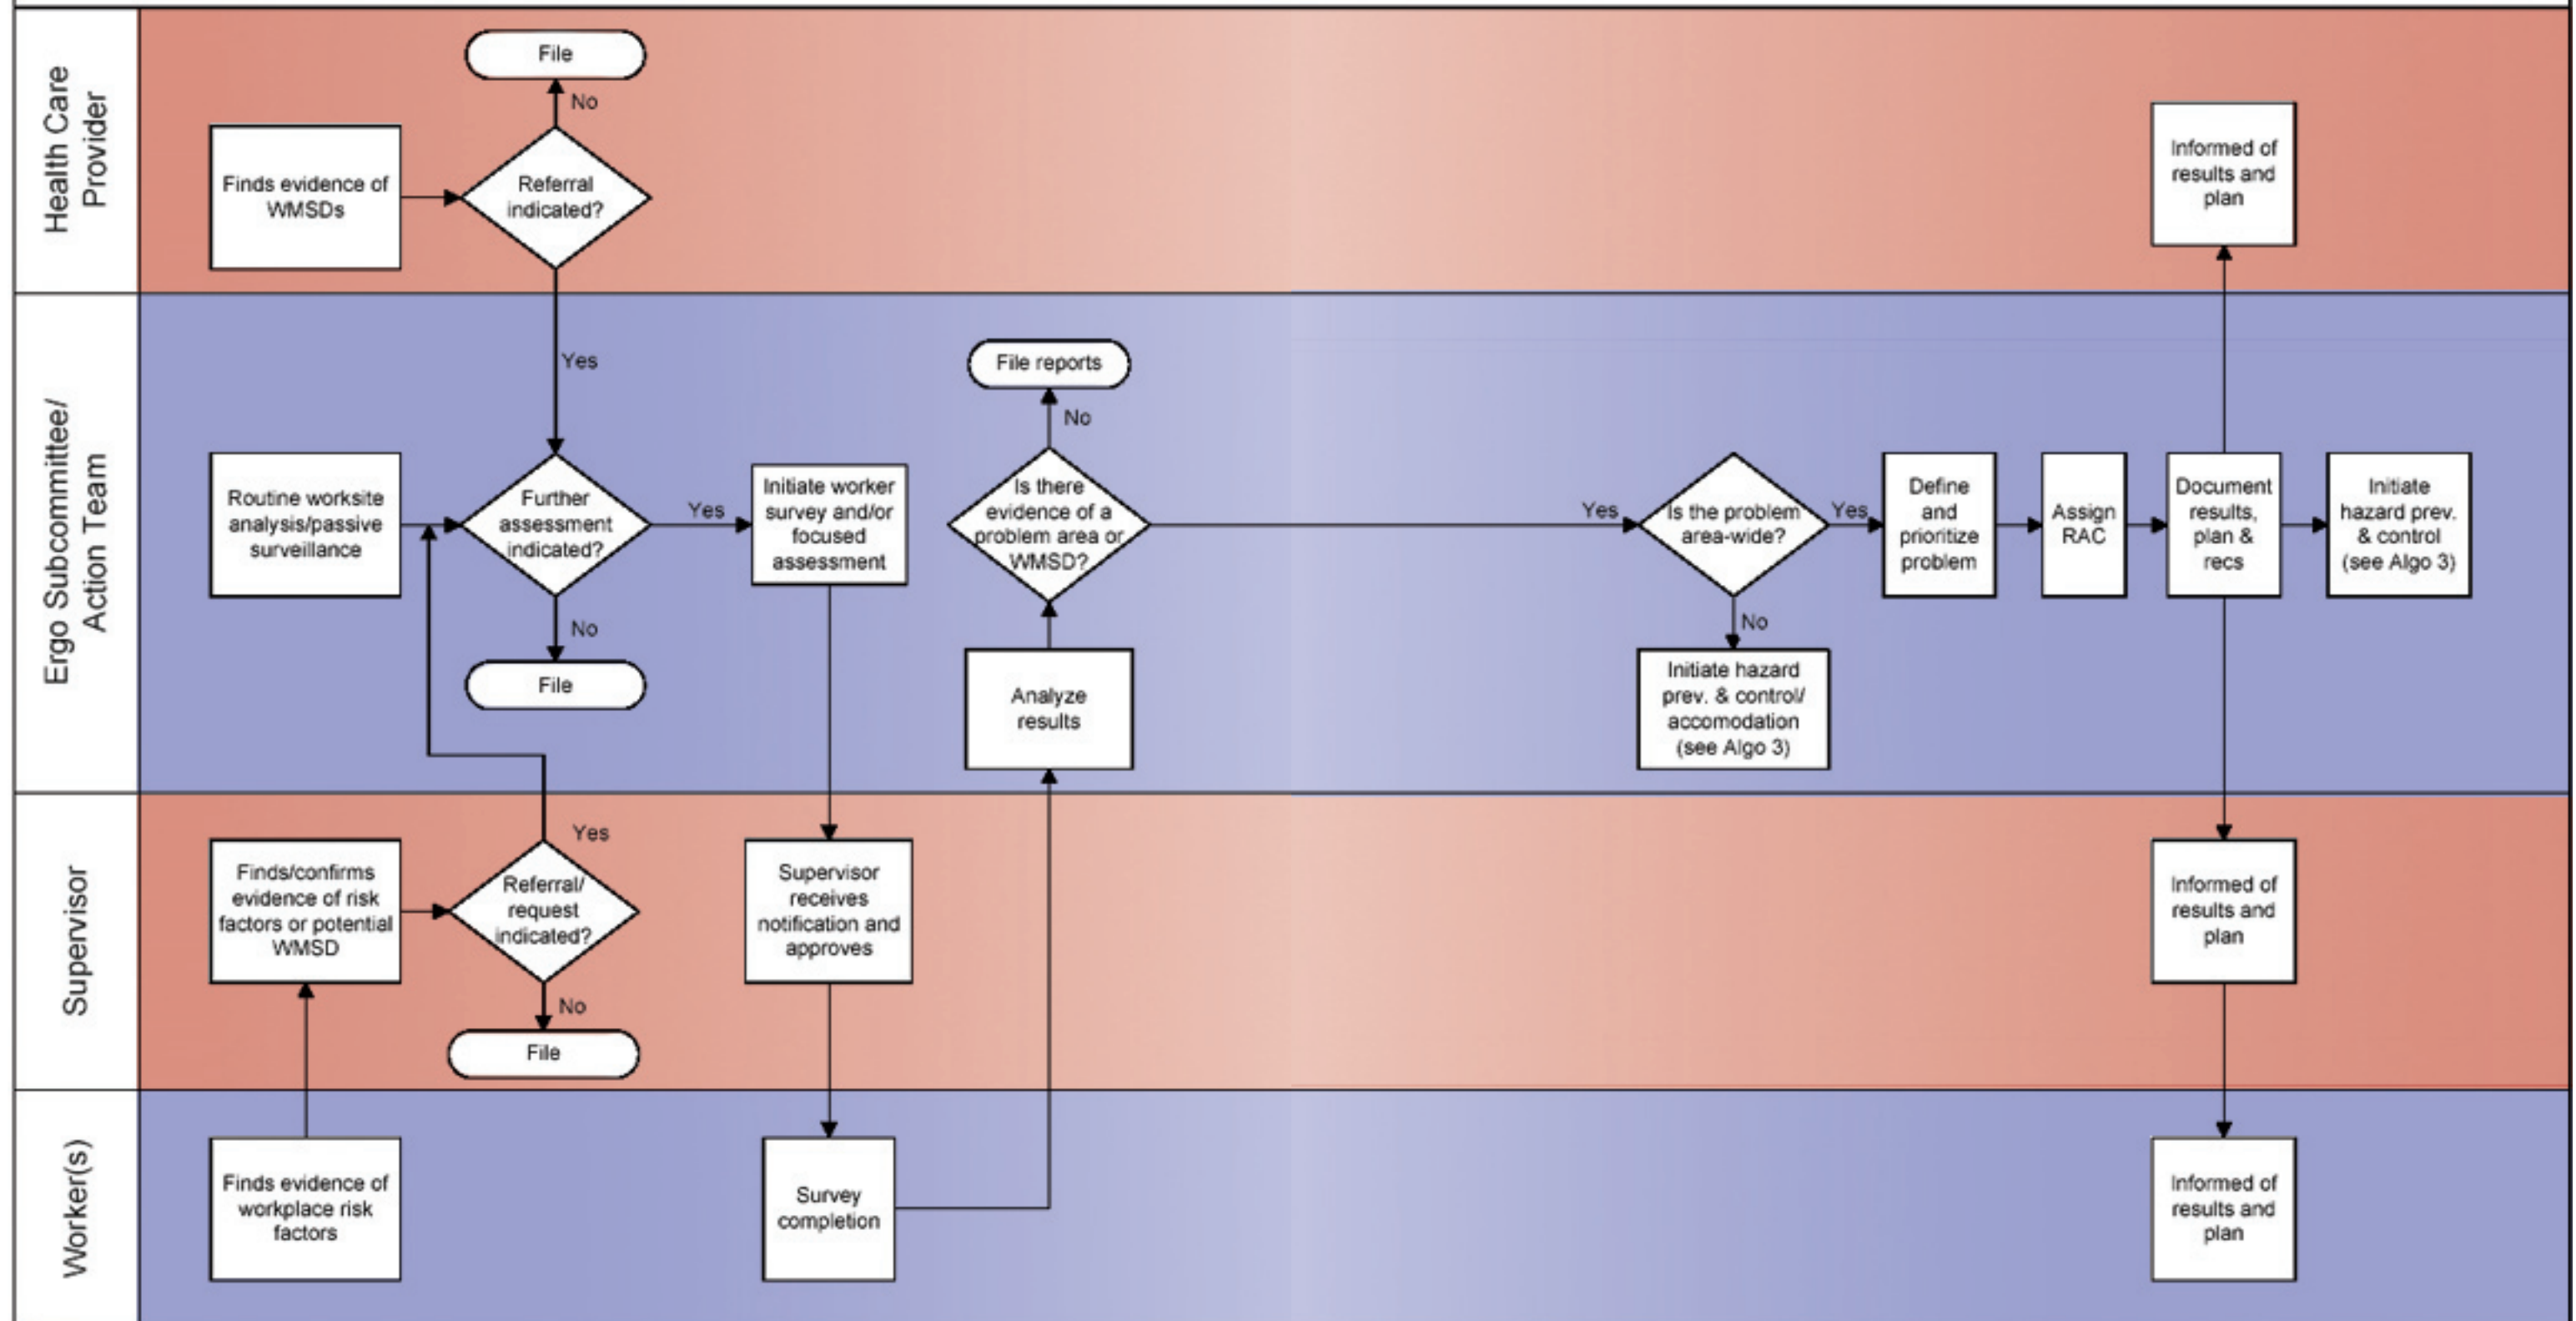 Health Care
Provider
File
No
Finds evidence of
WMSDs
Referral
indicated?
Informed of
results and
plan
Ergo Subcommittee/
Action Team
Yes
Routine worksite
analysis/passive
surveillance
Further
assessment
indicated?
Yes
No
File
Initiate worker
survey and/or
focused
assessment
File reports
No
Is there
evidence of a
problem area or
WMSD?
Analyze
results
Yes
Is the problem
area-wide?
Yes
No
Initiate hazard
prev. & control/
accomodation
(see Algo 3)
Define
and
prioritize
problem
Assign
RAC
Document
results,
plan &
recs
Initiate
hazard prev.
& control
(see Algo 3)
Supervisor
Finds/confirms
evidence of risk
factors or potential
WMSD
Yes
Referral/
request
indicated?
No
File
Supervisor
receives
notification and
approves
Informed of
results and
plan
Worker(s)
Finds evidence of
workplace risk
factors
Survey
completion
Informed of
results and
plan